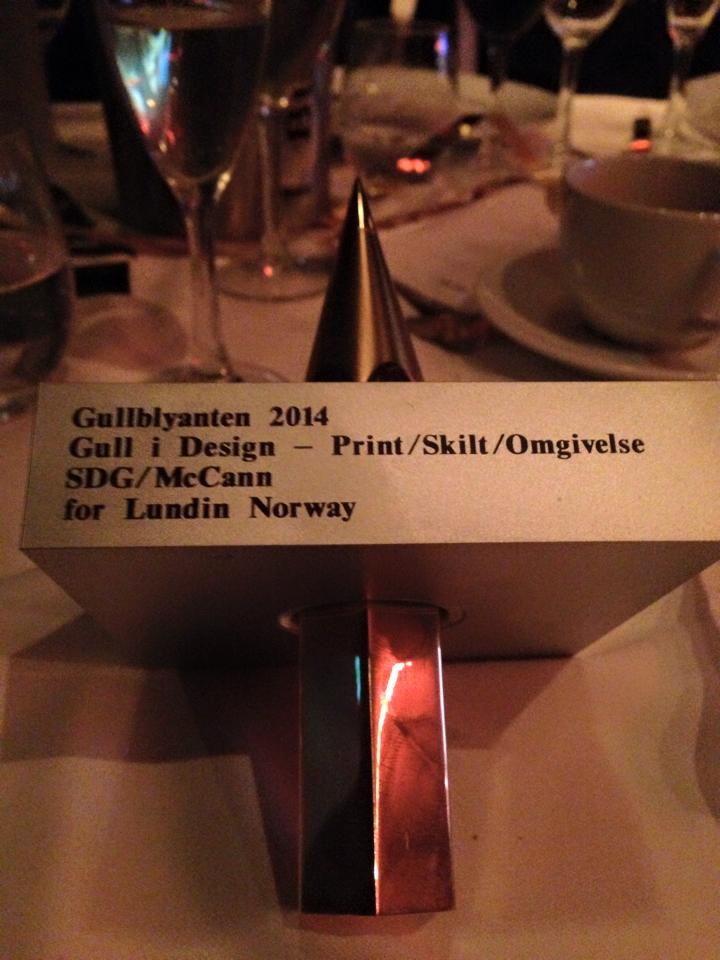 Gullblyanten 2014
Gull i Design – Print/Skilt/Omgivelse
SDG/McCann
for Lundin Norway